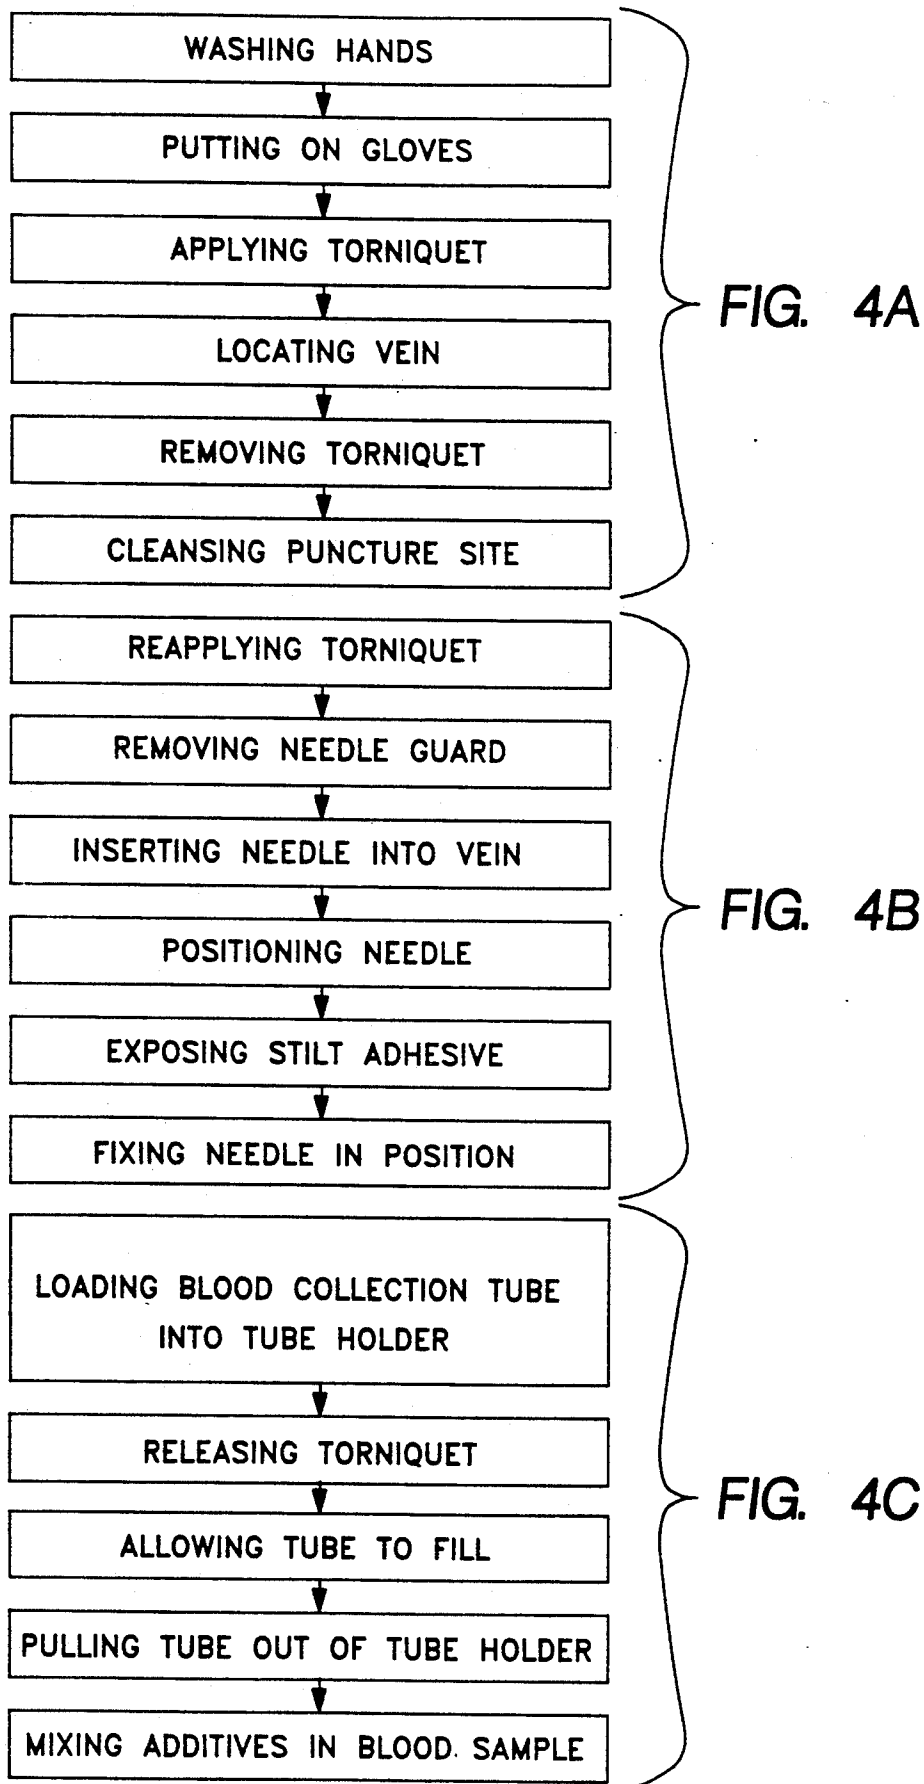 WASHING HANDS
PUTTING ON GLOVES
APPLYING TORNIQUET
LOCATING VEIN
REMOVING TORNIQUET
CLEANSING PUNCTURE SITE
FIG. 4A
REAPPLYING TORNIQUET
REMOVING NEEDLE GUARD
INSERTING NEEDLE INTO VEIN
POSITIONING NEEDLE
EXPOSING STILT ADHESIVE
FIXING NEEDLE IN POSITION
FIG. 4B
LOADING BLOOD COLLECTION TUBE
INTO TUBE HOLDER
RELEASING TORNIQUET
ALLOWING TUBE TO FILL
PULLING TUBE OUT OF TUBE HOLDER
MIXING ADDITIVES IN BLOOD SAMPLE
FIG. 4C